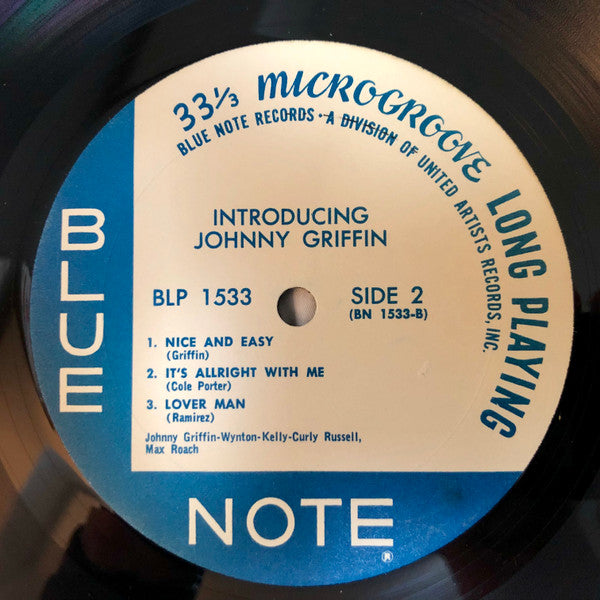 33⅓ MICROGROOVE LONG PLAYING
BLUE NOTE RECORDS • A DIVISION OF UNITED ARTISTS RECORDS, INC.
INTRODUCING
JOHNNY GRIFFIN
BLP 1533
SIDE 2
(BN 1533-B)
1. NICE AND EASY
(Griffin)
2. IT'S ALLRIGHT WITH ME
(Cole Porter)
3. LOVER MAN
(Ramirez)
Johnny Griffin-Wynton-Kelly-Curly Russell,
Max Roach
BLUE
NOTE®